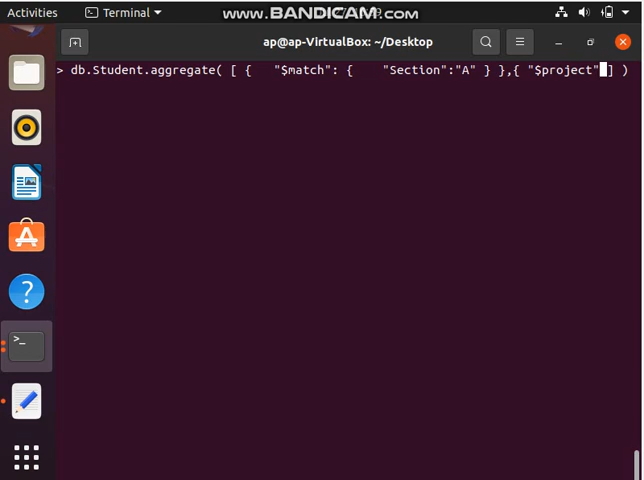 Activities
Terminal
www.BANDICAM.com
ap@ap-VirtualBox: ~/Desktop
> db.Student.aggregate( [ {   "$match": {    "Section":"A" } },{ "$project" ] )